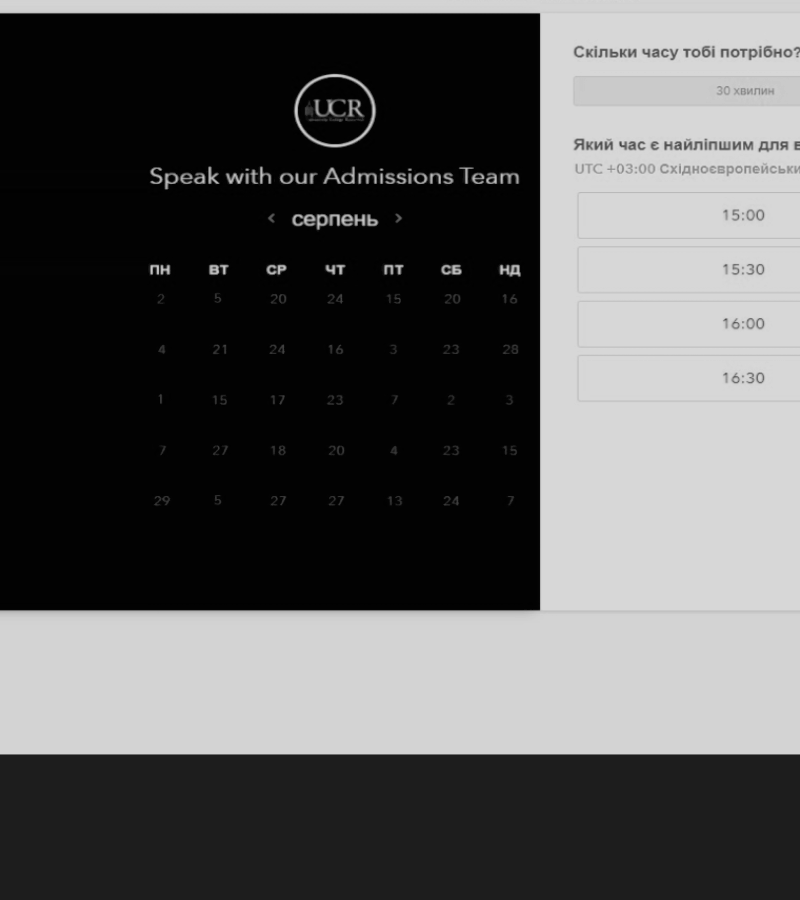 UCR
Speak with our Admissions Team
‹ серпень ›
ПН ВТ СР ЧТ ПТ СБ НД
2 5 20 24 15 20 16
4 21 24 16 3 23 28
1 15 17 23 7 2 3
7 27 18 20 4 23 15
29 5 27 27 13 24 7
Скільки часу тобі потрібно?
30 хвилин
Який час є найліпшим для в
UTC +03:00 Східноєвропейськи
15:00
15:30
16:00
16:30